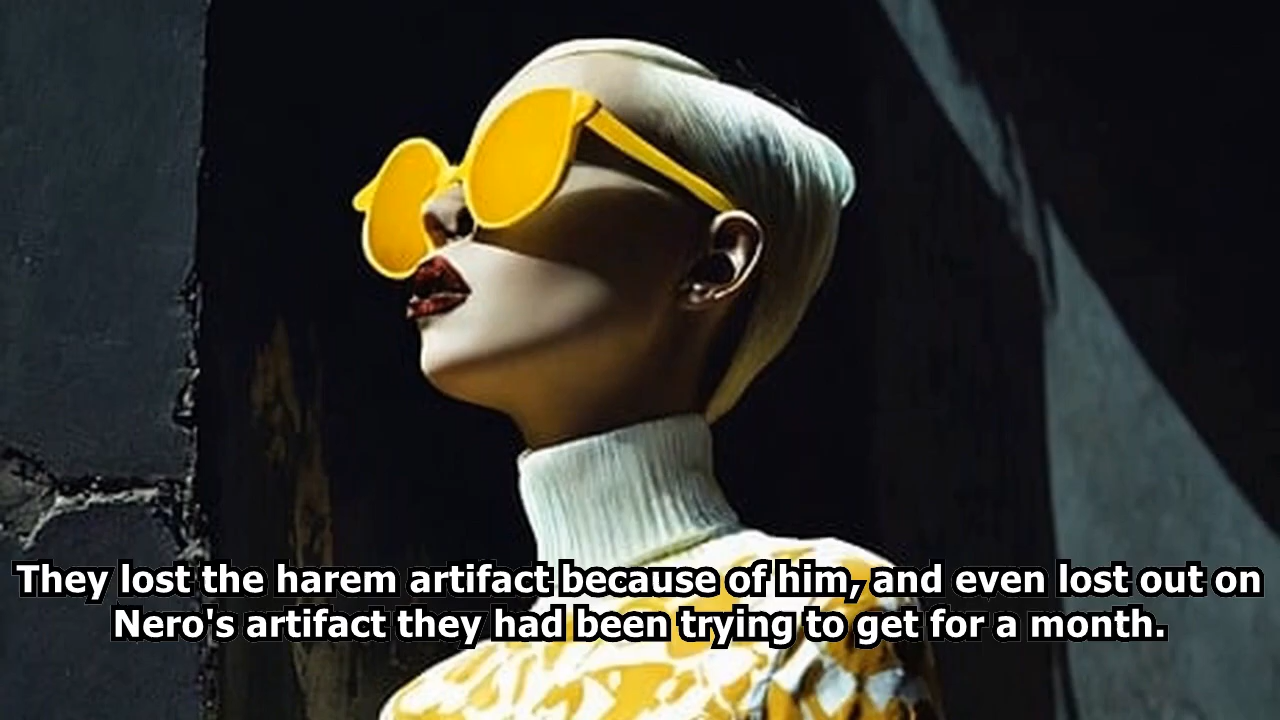 They lost the harem artifact because of him, and even lost out on
Nero's artifact they had been trying to get for a month.